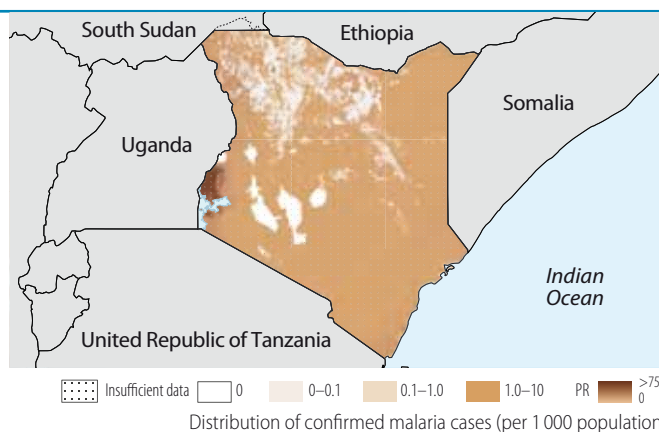 South Sudan
Ethiopia
Somalia
Uganda
Indian
Ocean
United Republic of Tanzania
Insufficient data 0 0–0.1 0.1–1.0 1.0–10 PR >75
0
Distribution of confirmed malaria cases (per 1 000 population